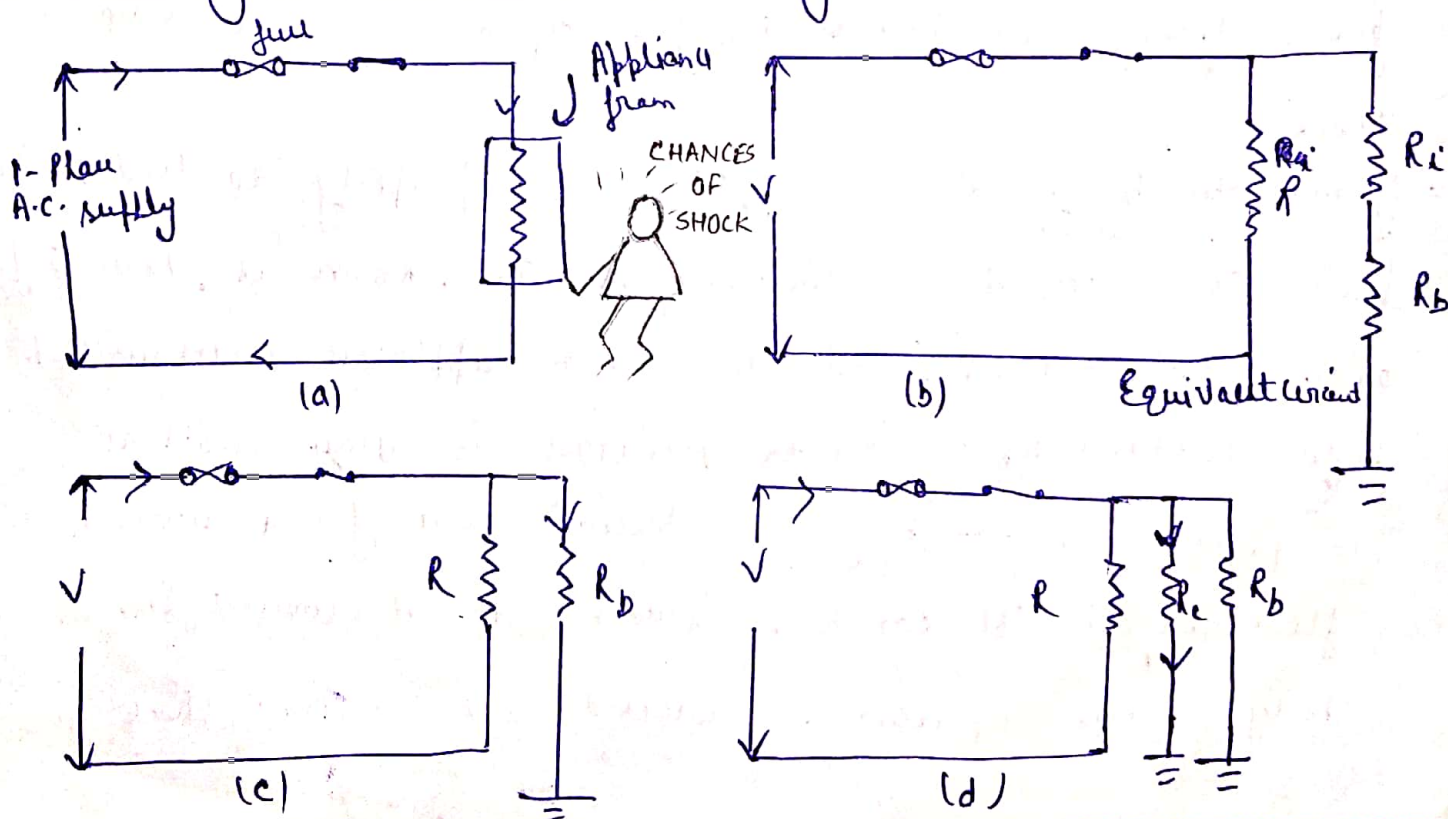 fuse
Appliance
frame
1-Phase
A.C. supply
CHANCES
OF
SHOCK
(a)
V
R
Ri
Rb
(b)
Equivalent circuit
V
R
Rb
(c)
V
R
Re
Rb
(d)